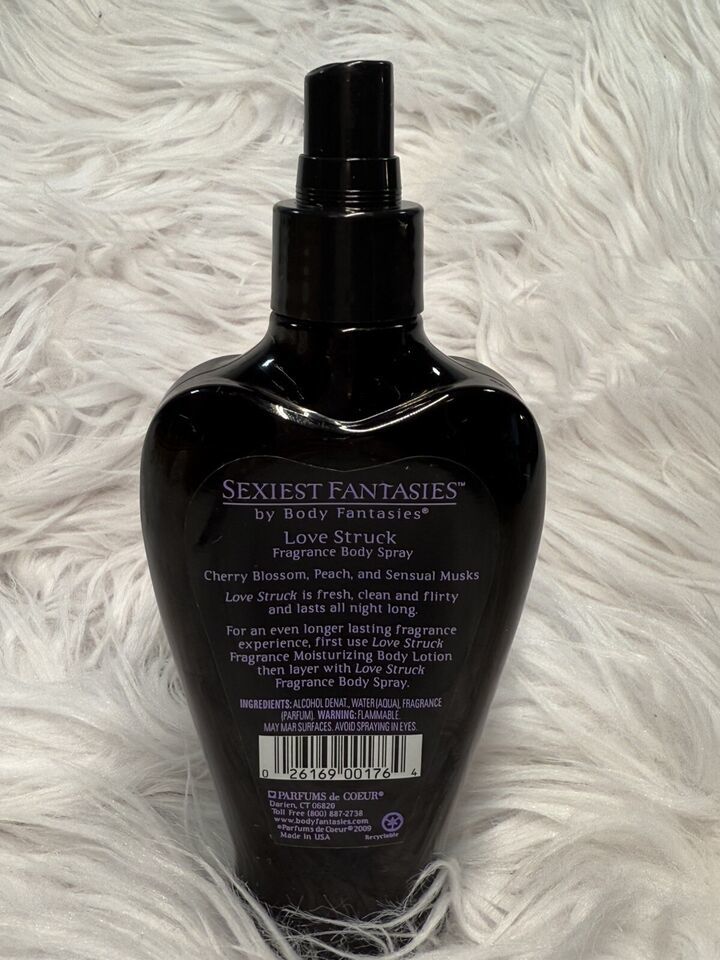 SEXIEST FANTASIES™
by Body Fantasies®
Love Struck
Fragrance Body Spray
Cherry Blossom, Peach, and Sensual Musks
Love Struck is fresh, clean and flirty
and lasts all night long.
For an even longer lasting fragrance
experience, first use Love Struck
Fragrance Moisturizing Body Lotion
then layer with Love Struck
Fragrance Body Spray.
INGREDIENTS: ALCOHOL DENAT., WATER (AQUA), FRAGRANCE
(PARFUM). WARNING: FLAMMABLE.
MAY MAR SURFACES. AVOID SPRAYING IN EYES.
0 26169 00176 4
PARFUMS de COEUR®
Darien, CT 06820
Toll Free (800) 887-2738
www.bodyfantasies.com
©Parfums de Coeur® 2009
Made in USA
Recyclable